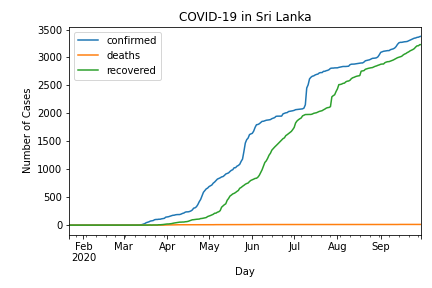 COVID-19 in Sri Lanka
3500
3000
2500
2000
1500
1000
500
0
Number of Cases
confirmed
deaths
recovered
Feb Mar Apr May Jun Jul Aug Sep
2020
Day